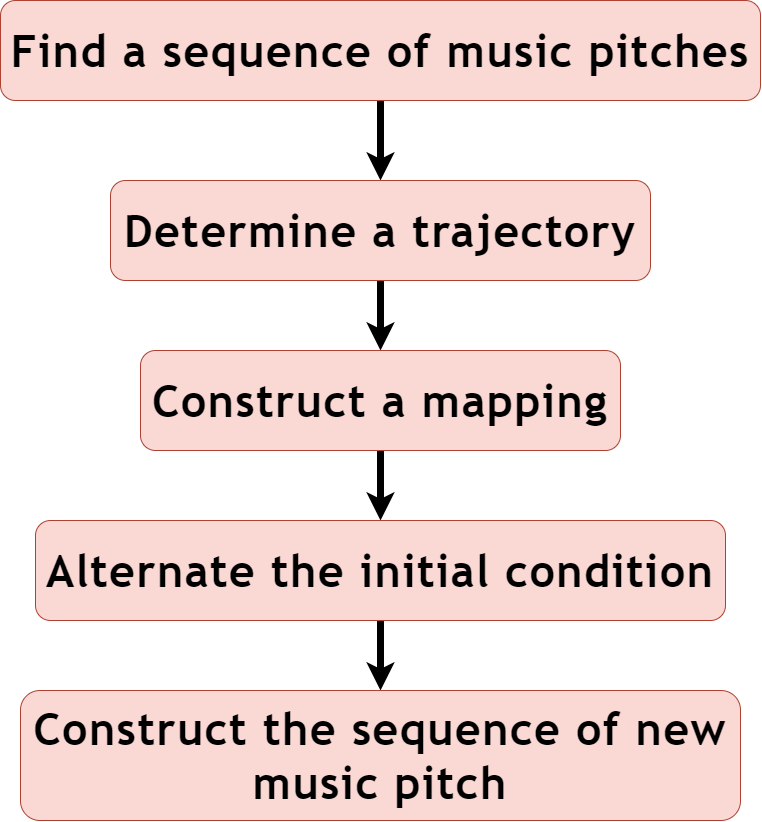 Find a sequence of music pitches
Determine a trajectory
Construct a mapping
Alternate the initial condition
Construct the sequence of new
music pitch